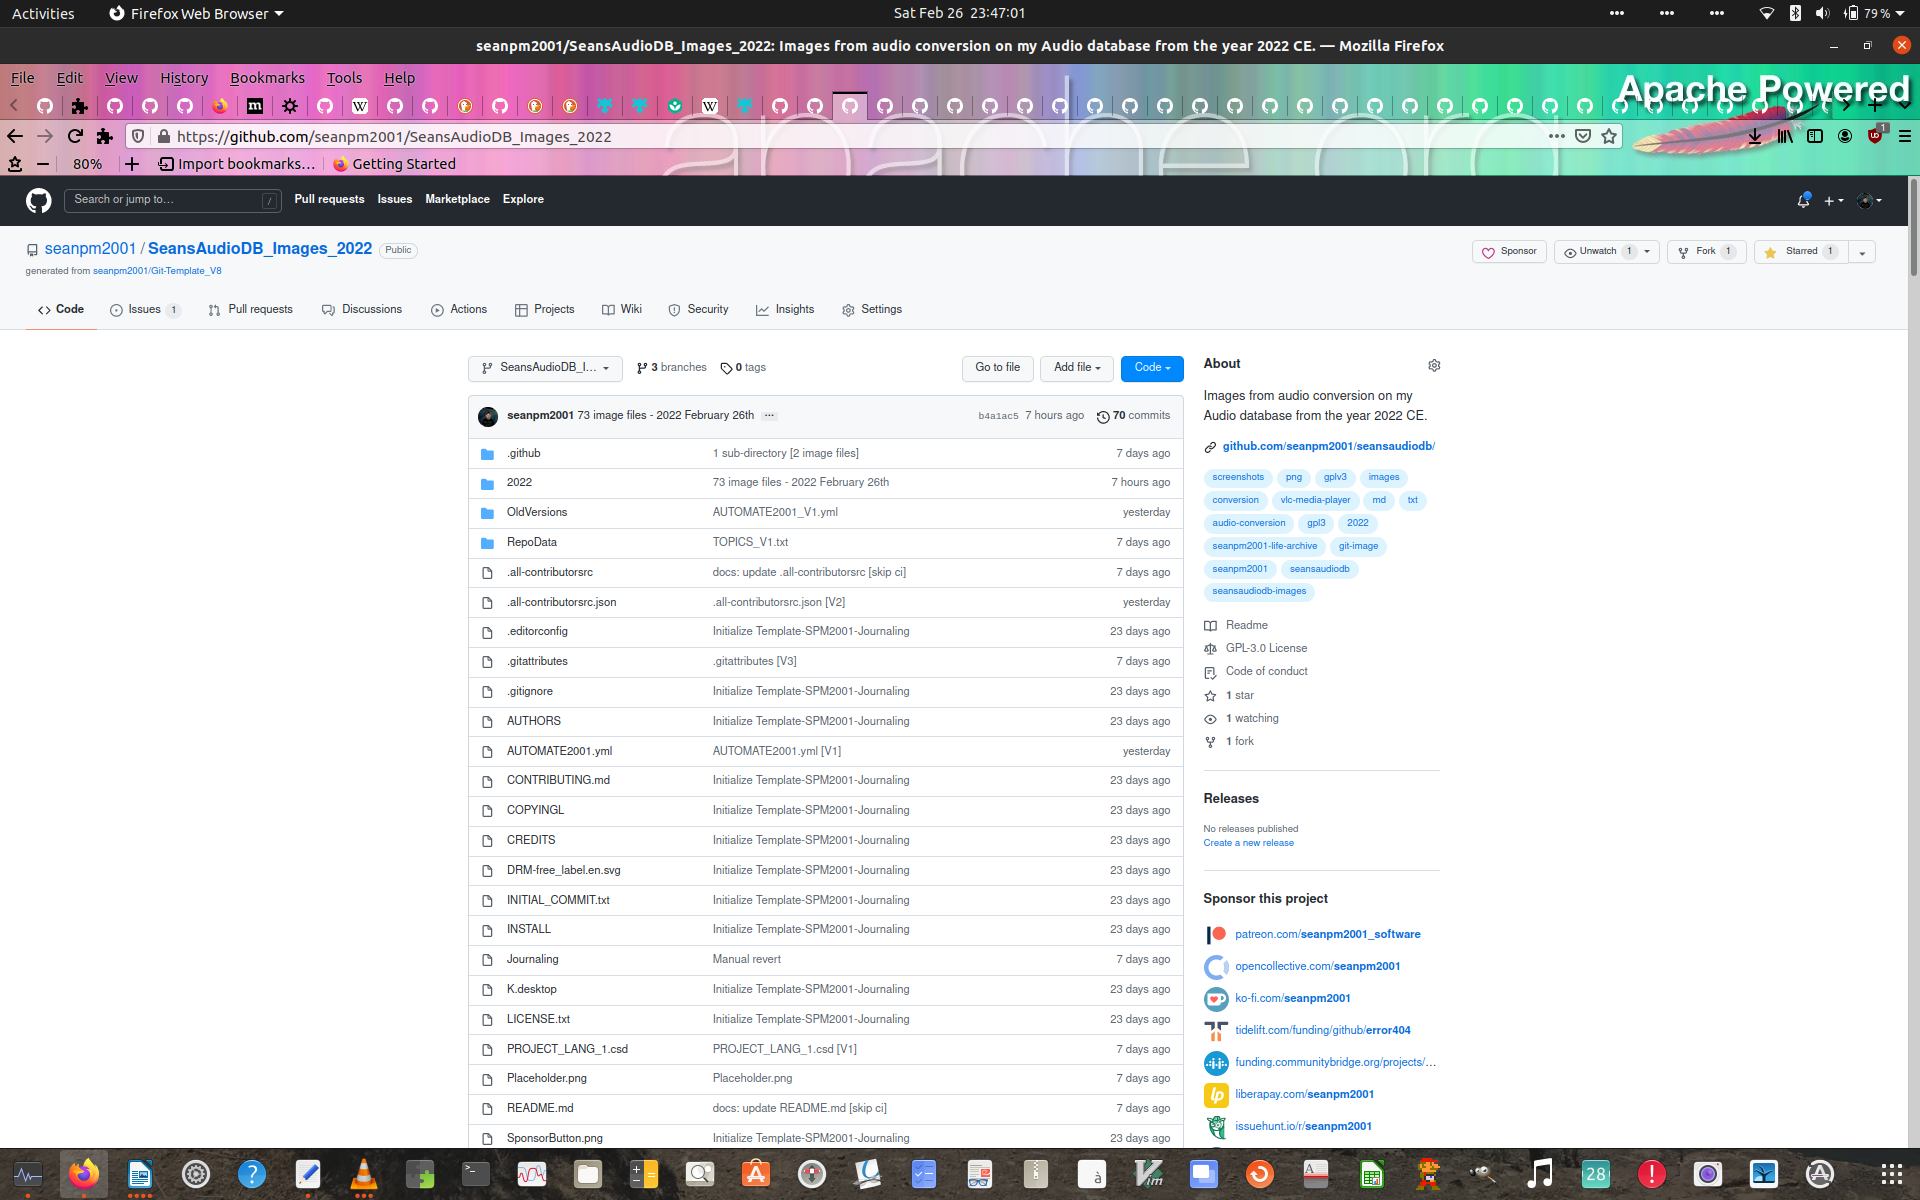 Activities Firefox Web Browser Sat Feb 26 23:47:01 79 %
seanpm2001/SeansAudioDB_Images_2022: Images from audio conversion on my Audio database from the year 2022 CE. — Mozilla Firefox
File Edit View History Bookmarks Tools Help
Apache Powered
https://github.com/seanpm2001/SeansAudioDB_Images_2022
80% Import bookmarks... Getting Started
Search or jump to... / Pull requests Issues Marketplace Explore
seanpm2001 / SeansAudioDB_Images_2022 Public
generated from seanpm2001/Git-Template_V8
Sponsor Unwatch 1 Fork 1 Starred 1
Code Issues 1 Pull requests Discussions Actions Projects Wiki Security Insights Settings
SeansAudioDB_I... 3 branches 0 tags Go to file Add file Code
seanpm2001 73 image files - 2022 February 26th ... b4a1ac5 7 hours ago 70 commits
.github 1 sub-directory [2 image files] 7 days ago
2022 73 image files - 2022 February 26th 7 hours ago
OldVersions AUTOMATE2001_V1.yml yesterday
RepoData TOPICS_V1.txt 7 days ago
.all-contributorsrc docs: update .all-contributorsrc [skip ci] 7 days ago
.all-contributorsrc.json .all-contributorsrc.json [V2] yesterday
.editorconfig Initialize Template-SPM2001-Journaling 23 days ago
.gitattributes .gitattributes [V3] 7 days ago
.gitignore Initialize Template-SPM2001-Journaling 23 days ago
AUTHORS Initialize Template-SPM2001-Journaling 23 days ago
AUTOMATE2001.yml AUTOMATE2001.yml [V1] yesterday
CONTRIBUTING.md Initialize Template-SPM2001-Journaling 23 days ago
COPYINGL Initialize Template-SPM2001-Journaling 23 days ago
CREDITS Initialize Template-SPM2001-Journaling 23 days ago
DRM-free_label.en.svg Initialize Template-SPM2001-Journaling 23 days ago
INITIAL_COMMIT.txt Initialize Template-SPM2001-Journaling 23 days ago
INSTALL Initialize Template-SPM2001-Journaling 23 days ago
Journaling Manual revert 7 days ago
K.desktop Initialize Template-SPM2001-Journaling 23 days ago
LICENSE.txt Initialize Template-SPM2001-Journaling 23 days ago
PROJECT_LANG_1.csd PROJECT_LANG_1.csd [V1] 7 days ago
Placeholder.png Placeholder.png 7 days ago
README.md docs: update README.md [skip ci] 7 days ago
SponsorButton.png Initialize Template-SPM2001-Journaling 23 days ago
About
Images from audio conversion on my
Audio database from the year 2022 CE.
github.com/seanpm2001/seansaudiodb/
screenshots png gplv3 images
conversion vlc-media-player md txt
audio-conversion gpl3 2022
seanpm2001-life-archive git-image
seanpm2001 seansaudiodb
seansaudiodb-images
Readme
GPL-3.0 License
Code of conduct
1 star
1 watching
1 fork
Releases
No releases published
Create a new release
Sponsor this project
patreon.com/seanpm2001_software
opencollective.com/seanpm2001
ko-fi.com/seanpm2001
tidelift.com/funding/github/error404
funding.communitybridge.org/projects/...
liberapay.com/seanpm2001
issuehunt.io/r/seanpm2001
28